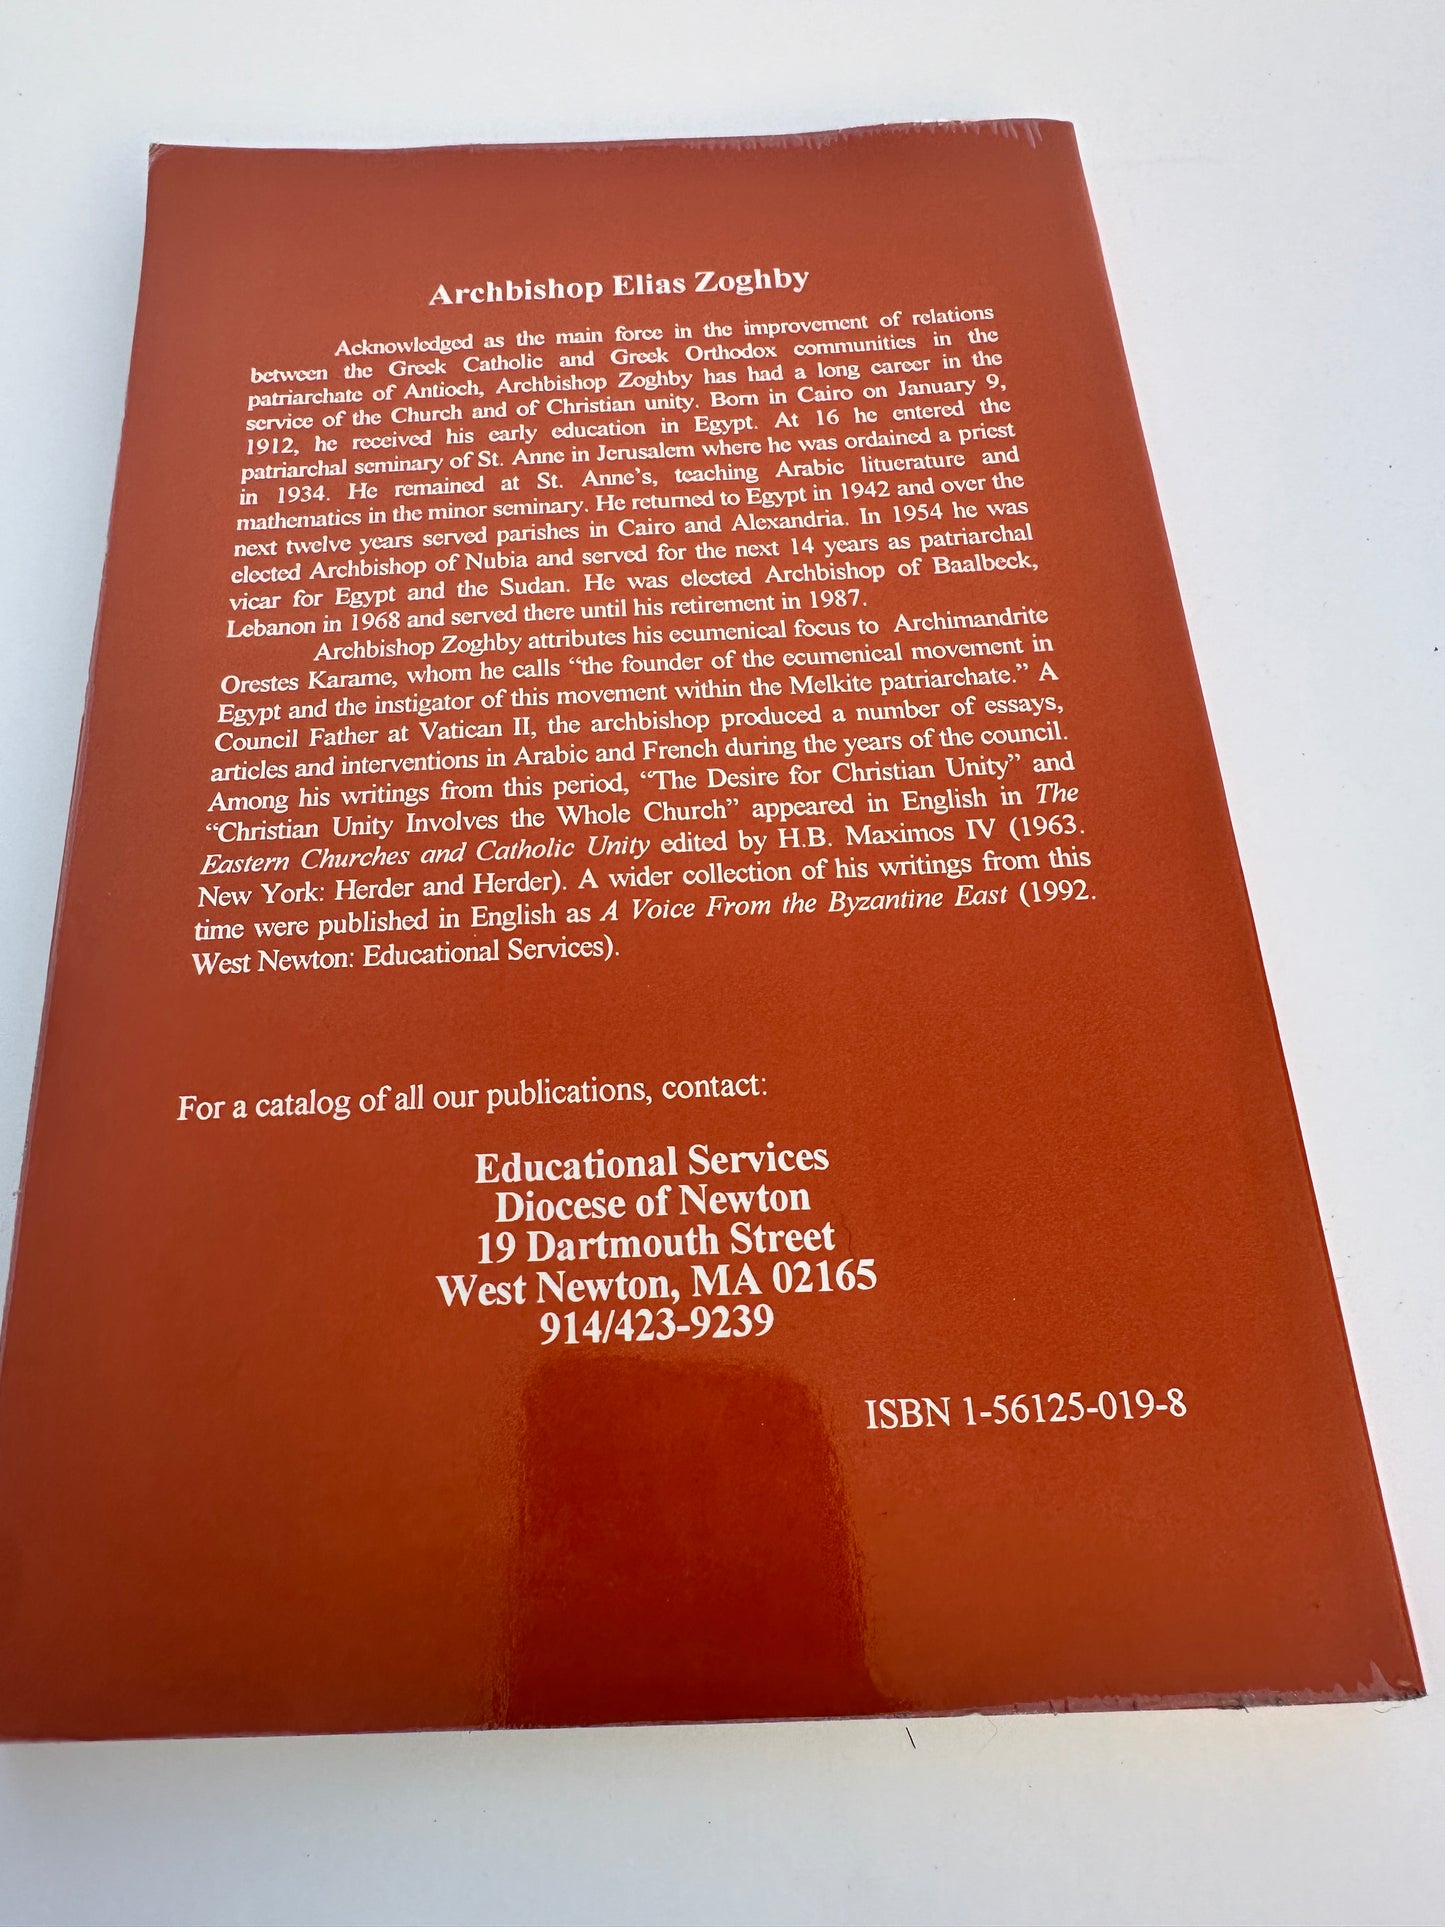 Archbishop Elias Zoghby
Acknowledged as the main force in the improvement of relations
between the Greek Catholic and Greek Orthodox communities in the
patriarchate of Antioch, Archbishop Zoghby has had a long career in the
service of the Church and of Christian unity. Born in Cairo on January 9,
1912, he received his early education in Egypt. At 16 he entered the
patriarchal seminary of St. Anne in Jerusalem where he was ordained a priest
in 1934. He remained at St. Anne's, teaching Arabic lituerature and
mathematics in the minor seminary. He returned to Egypt in 1942 and over the
next twelve years served parishes in Cairo and Alexandria. In 1954 he was
elected Archbishop of Nubia and served for the next 14 years as patriarchal
vicar for Egypt and the Sudan. He was elected Archbishop of Baalbeck,
Lebanon in 1968 and served there until his retirement in 1987.
Archbishop Zoghby attributes his ecumenical focus to Archimandrite
Orestes Karame, whom he calls “the founder of the ecumenical movement in
Egypt and the instigator of this movement within the Melkite patriarchate.” A
Council Father at Vatican II, the archbishop produced a number of essays,
articles and interventions in Arabic and French during the years of the council.
Among his writings from this period, “The Desire for Christian Unity” and
“Christian Unity Involves the Whole Church” appeared in English in The
Eastern Churches and Catholic Unity edited by H.B. Maximos IV (1963.
New York: Herder and Herder). A wider collection of his writings from this
time were published in English as A Voice From the Byzantine East (1992.
West Newton: Educational Services).
For a catalog of all our publications, contact:
Educational Services
Diocese of Newton
19 Dartmouth Street
West Newton, MA 02165
914/423-9239
ISBN 1-56125-019-8